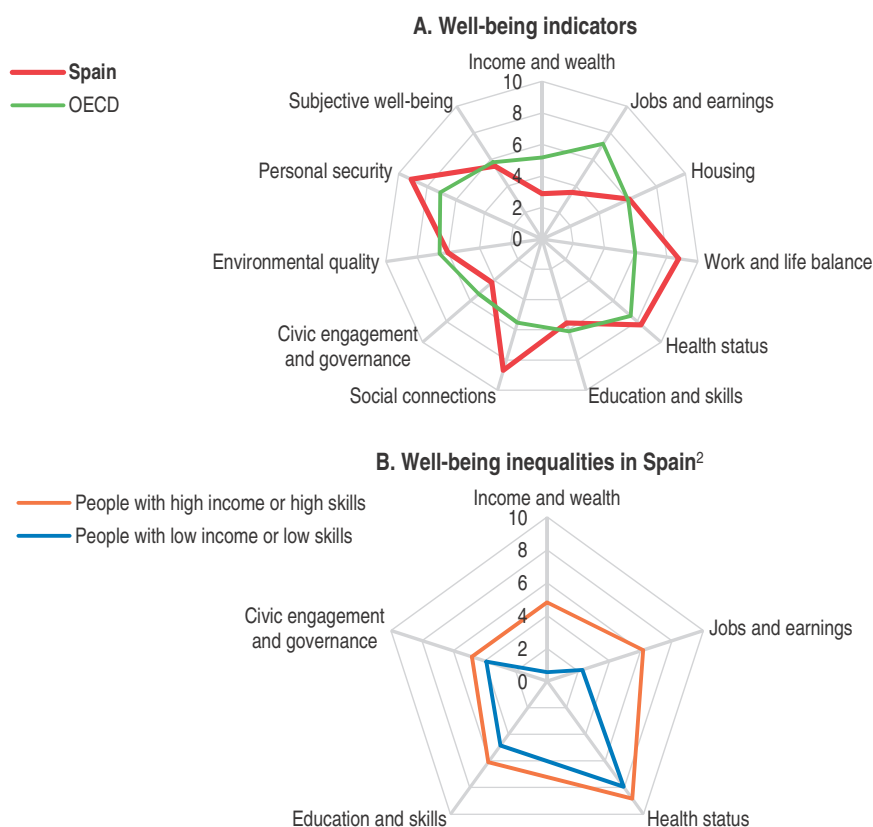 A. Well-being indicators
Spain
OECD
Income and wealth
10
8
6
4
2
0
Subjective well-being
Jobs and earnings
Personal security
Housing
Environmental quality
Work and life balance
Civic engagement
and governance
Health status
Social connections
Education and skills
B. Well-being inequalities in Spain²
People with high income or high skills
People with low income or low skills
Income and wealth
10
8
6
4
2
0
Civic engagement
and governance
Jobs and earnings
Education and skills
Health status